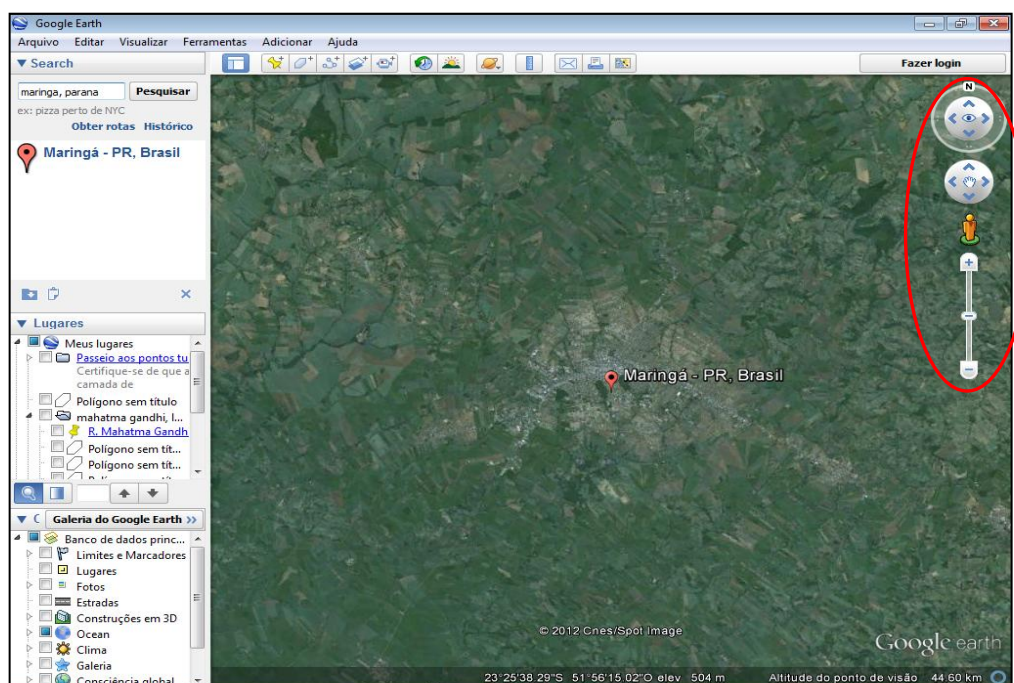 Google Earth
Arquivo Editar Visualizar Ferramentas Adicionar Ajuda
Search
maringa, parana Pesquisar
ex: pizza perto de NYC
Obter rotas Histórico
Maringá - PR, Brasil
Lugares
Meus lugares
Passeio aos pontos tu
Certifique-se de que a
camada de
Polígono sem título
mahatma gandhi, l...
R. Mahatma Gandh
Polígono sem tít...
Polígono sem tít...
C Galeria do Google Earth >>
Banco de dados princ...
Limites e Marcadores
Lugares
Fotos
Estradas
Construções em 3D
Ocean
Clima
Galeria
Consciência global
Fazer login
N
Maringá - PR, Brasil
© 2012 Cnes/Spot Image
Google earth
23°25'38.29"S 51°56'15.02"O elev 504 m Altitude do ponto de visão 44.60 km